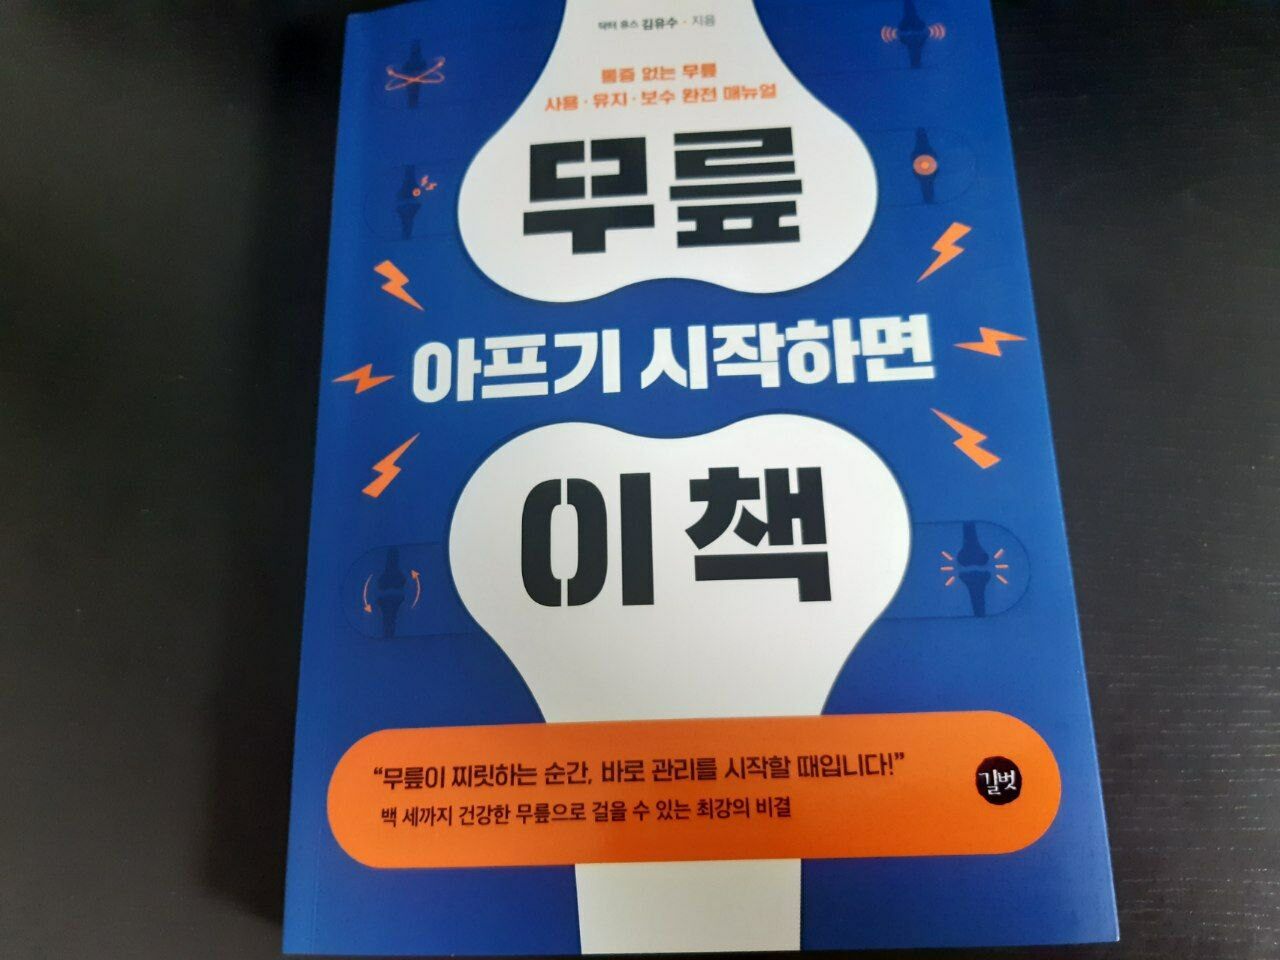 닥터 유스 김유수 · 지음
통증 없는 무릎
사용 · 유지 · 보수 완전 매뉴얼
무릎
아프기 시작하면
이 책
“무릎이 찌릿하는 순간, 바로 관리를 시작할 때입니다!”
백 세까지 건강한 무릎으로 걸을 수 있는 최강의 비결
길벗